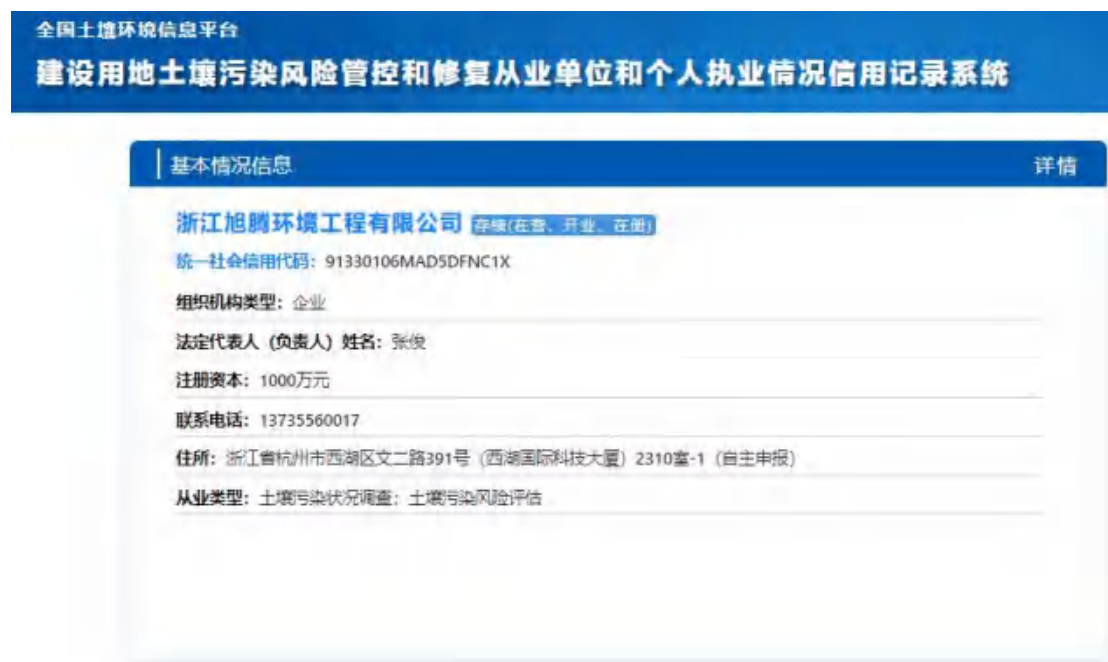 全国土壤环境信息平台
建设用地土壤污染风险管控和修复从业单位和个人执业情况信用记录系统
基本情况信息 详情
浙江旭腾环境工程有限公司 存续(在营、开业、在册)
统一社会信用代码：91330106MAD5DFNC1X
组织机构类型：企业
法定代表人（负责人）姓名：张俊
注册资本：1000万元
联系电话：13735560017
住所：浙江省杭州市西湖区文二路391号（西湖国际科技大厦）2310室-1（自主申报）
从业类型：土壤污染状况调查；土壤污染风险评估